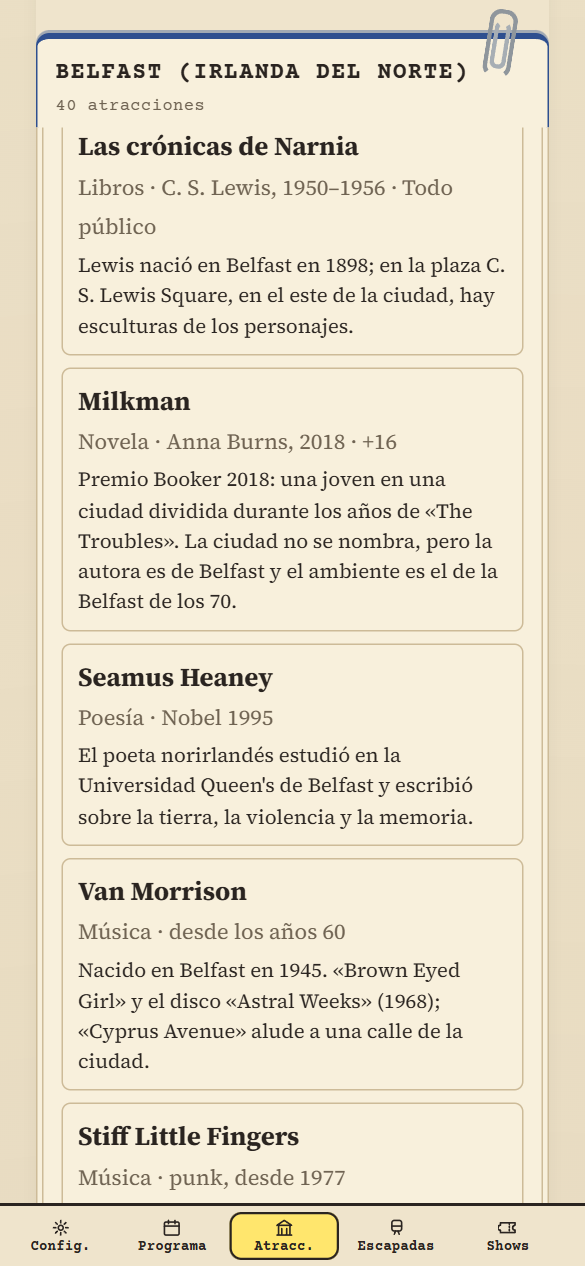 BELFAST (IRLANDA DEL NORTE)
40 atracciones
Las crónicas de Narnia
Libros · C. S. Lewis, 1950–1956 · Todo
público
Lewis nació en Belfast en 1898; en la plaza C.
S. Lewis Square, en el este de la ciudad, hay
esculturas de los personajes.
Milkman
Novela · Anna Burns, 2018 · +16
Premio Booker 2018: una joven en una
ciudad dividida durante los años de «The
Troubles». La ciudad no se nombra, pero la
autora es de Belfast y el ambiente es el de la
Belfast de los 70.
Seamus Heaney
Poesía · Nobel 1995
El poeta norirlandés estudió en la
Universidad Queen's de Belfast y escribió
sobre la tierra, la violencia y la memoria.
Van Morrison
Música · desde los años 60
Nacido en Belfast en 1945. «Brown Eyed
Girl» y el disco «Astral Weeks» (1968);
«Cyprus Avenue» alude a una calle de la
ciudad.
Stiff Little Fingers
Música · punk, desde 1977
Config.
Programa
Atracc.
Escapadas
Shows